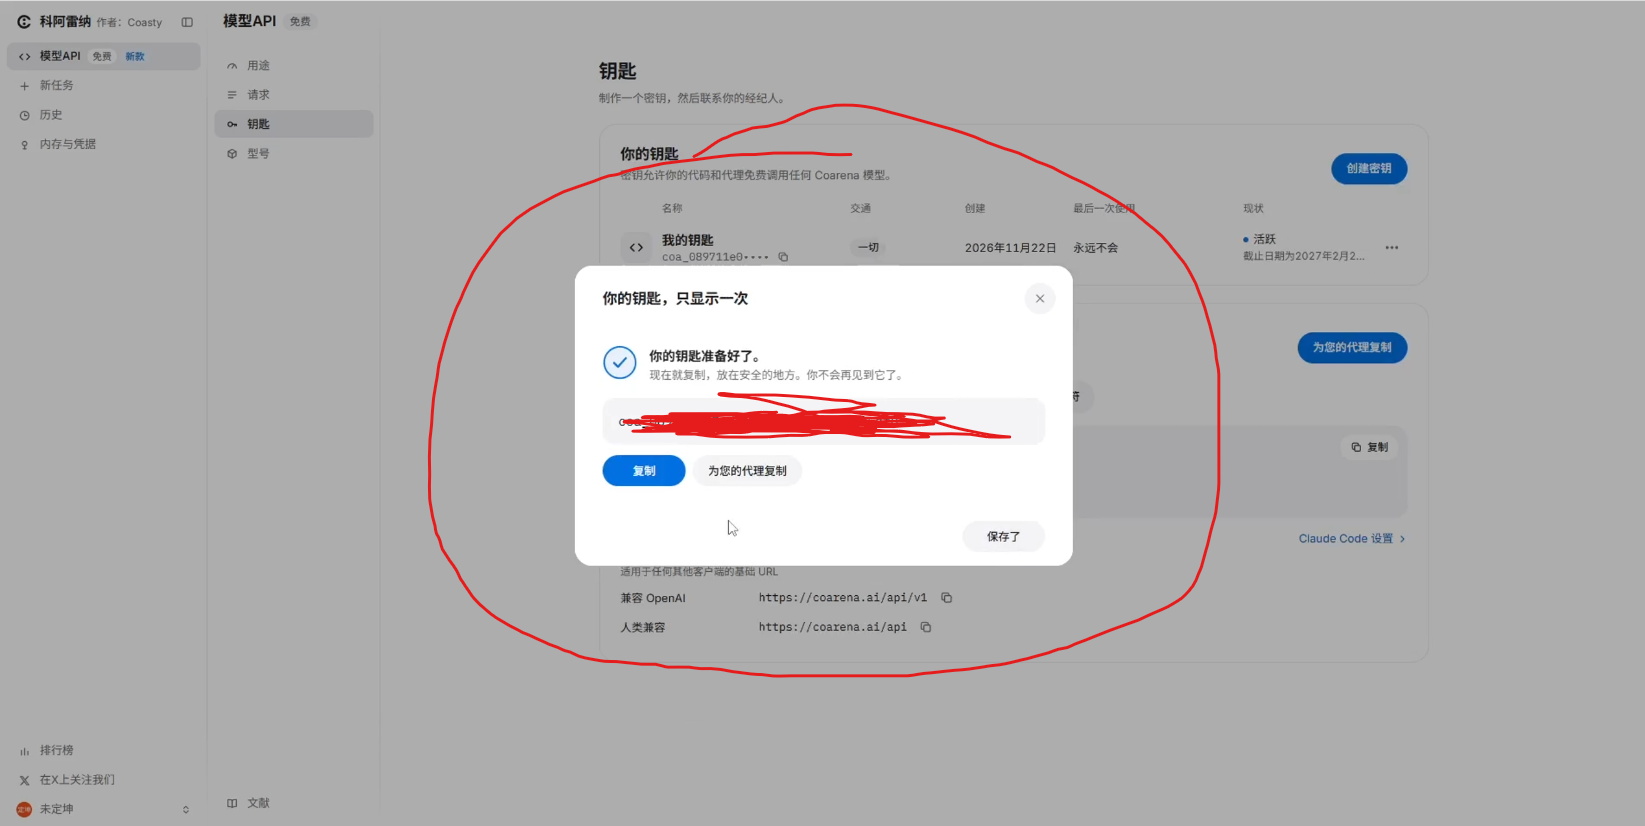 科阿雷纳 作者：Coasty
模型API 免费 新款
新任务
历史
内存与凭据
排行榜
在X上关注我们
未定坤
模型API 免费
用途
请求
钥匙
型号
文献
钥匙
制作一个密钥，然后联系你的经纪人。
你的钥匙
密钥允许你的代码和代理免费调用任何 Coarena 模型。
创建密钥
名称 交通 创建 最后一次使用 现状
我的钥匙 一切 2026年11月22日 永远不会 活跃
coa_089711e0•••• 截止日期为2027年2月2...
你的钥匙，只显示一次
你的钥匙准备好了。
现在就复制，放在安全的地方。你不会再见到它了。
复制 为您的代理复制
保存了
为您的代理复制
符
复制
Claude Code 设置
适用于任何其他客户端的基础 URL
兼容 OpenAI https://coarena.ai/api/v1
人类兼容 https://coarena.ai/api